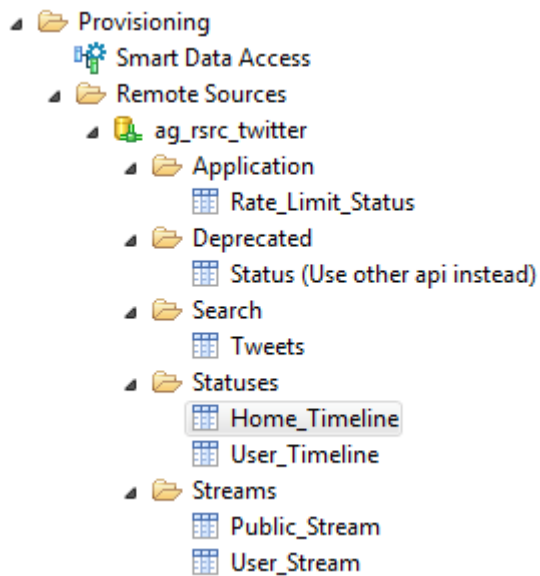 Provisioning
Smart Data Access
Remote Sources
ag_rsrc_twitter
Application
Rate_Limit_Status
Deprecated
Status (Use other api instead)
Search
Tweets
Statuses
Home_Timeline
User_Timeline
Streams
Public_Stream
User_Stream